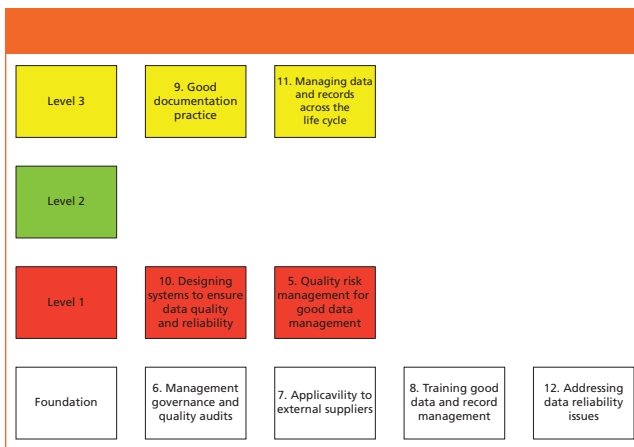 Level 3
9. Good
documentation
practice
11. Managing data
and records
across the
life cycle
Level 2
Level 1
10. Designing
systems to ensure
data quality
and reliability
5. Quality risk
management for
good data
management
Foundation
6. Management
governance and
quality audits
7. Applicavility to
external suppliers
8. Training good
data and record
management
12. Addressing
data reliability
issues